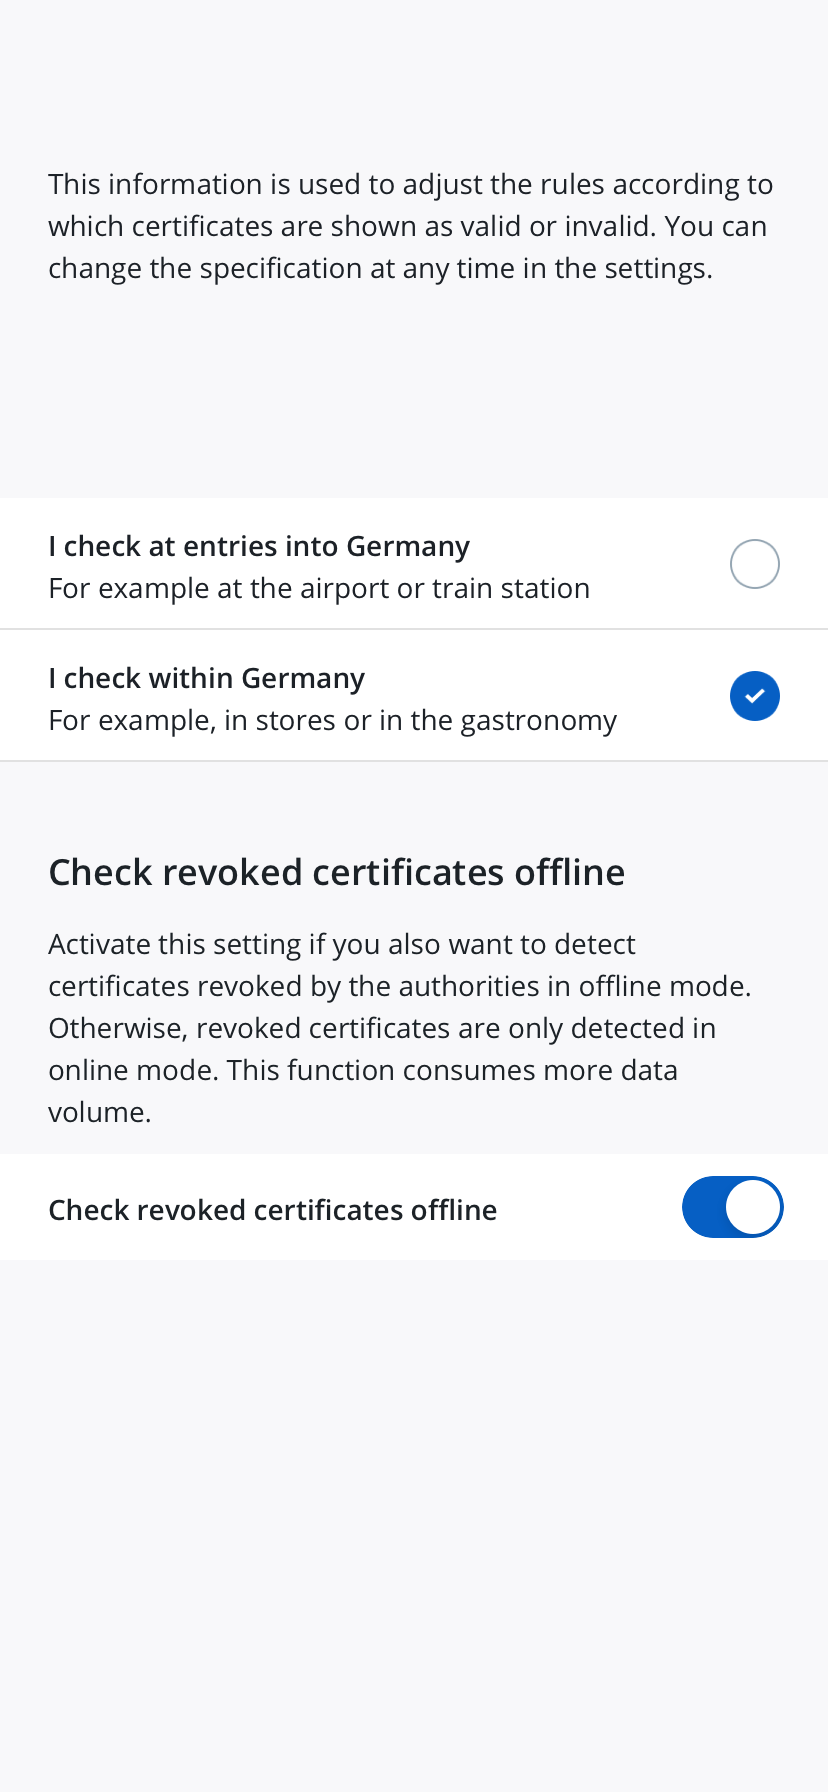 This information is used to adjust the rules according to
which certificates are shown as valid or invalid. You can
change the specification at any time in the settings.
I check at entries into Germany
For example at the airport or train station
I check within Germany
For example, in stores or in the gastronomy
Check revoked certificates offline
Activate this setting if you also want to detect
certificates revoked by the authorities in offline mode.
Otherwise, revoked certificates are only detected in
online mode. This function consumes more data
volume.
Check revoked certificates offline